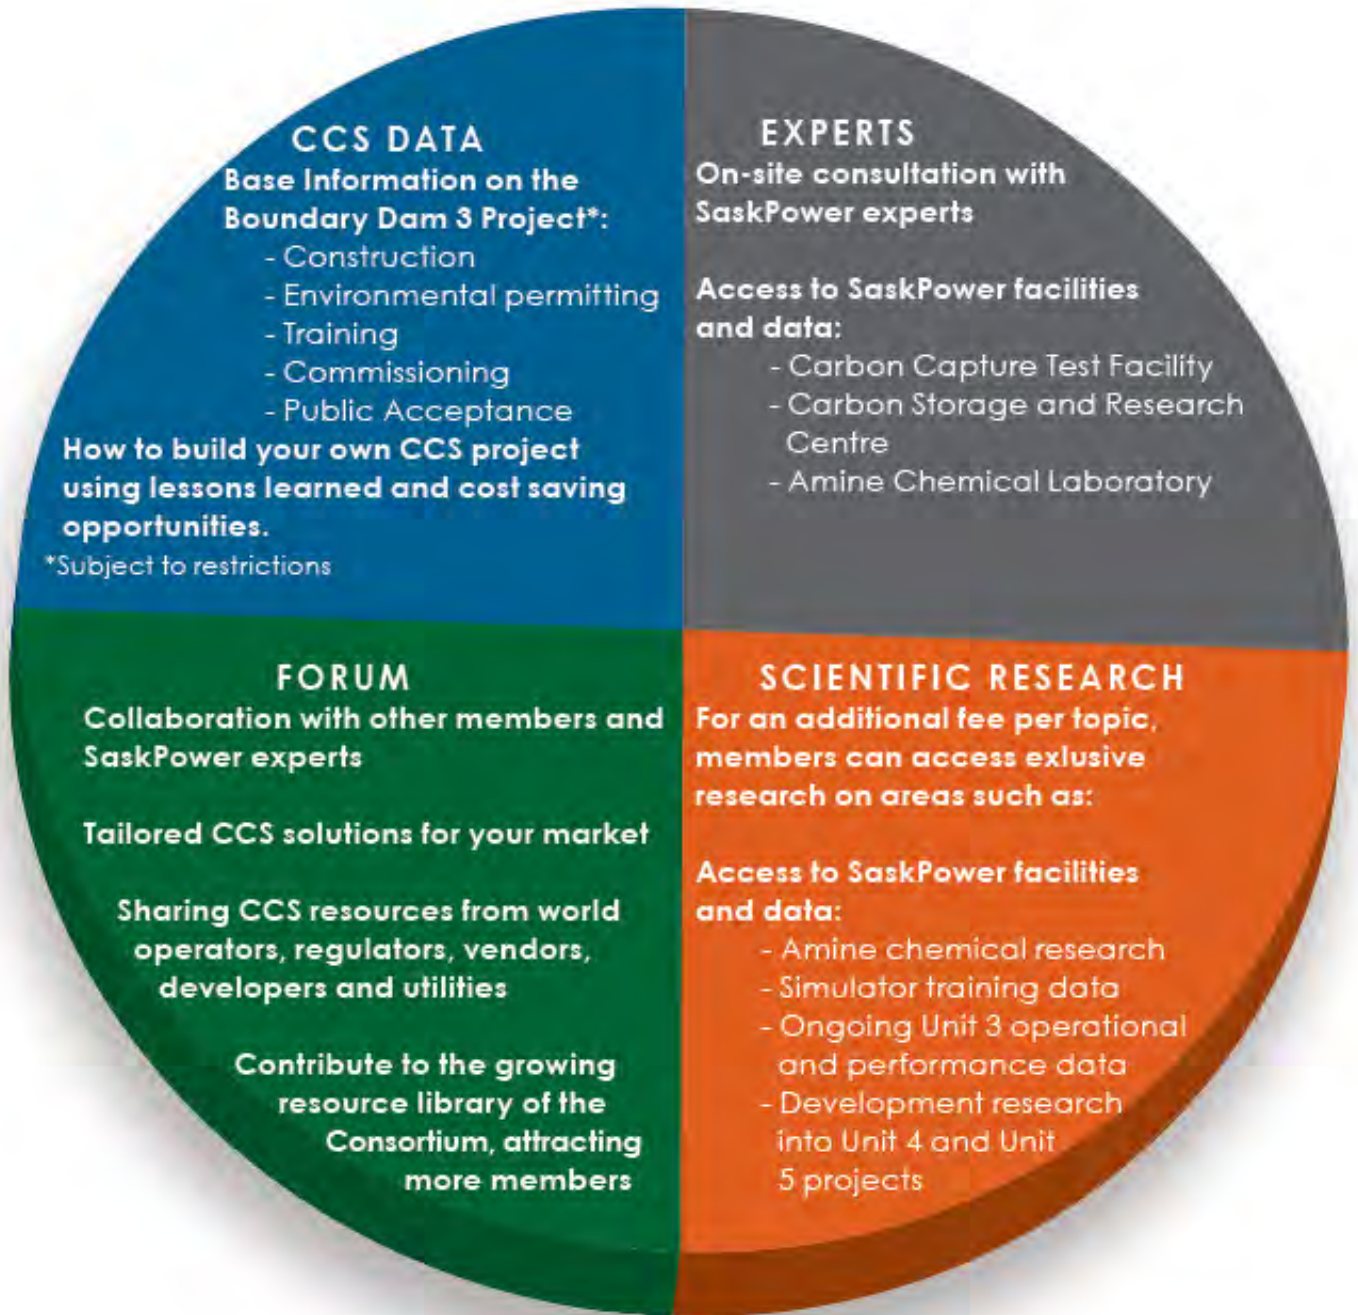 CCS DATA
Base Information on the
Boundary Dam 3 Project*:
- Construction
- Environmental permitting
- Training
- Commissioning
- Public Acceptance
How to build your own CCS project
using lessons learned and cost saving
opportunities.
*Subject to restrictions
EXPERTS
On-site consultation with
SaskPower experts
Access to SaskPower facilities
and data:
- Carbon Capture Test Facility
- Carbon Storage and Research
Centre
- Amine Chemical Laboratory
FORUM
Collaboration with other members and
SaskPower experts
Tailored CCS solutions for your market
Sharing CCS resources from world
operators, regulators, vendors,
developers and utilities
Contribute to the growing
resource library of the
Consortium, attracting
more members
SCIENTIFIC RESEARCH
For an additional fee per topic,
members can access exlusive
research on areas such as:
Access to SaskPower facilities
and data:
- Amine chemical research
- Simulator training data
- Ongoing Unit 3 operational
and performance data
- Development research
into Unit 4 and Unit
5 projects